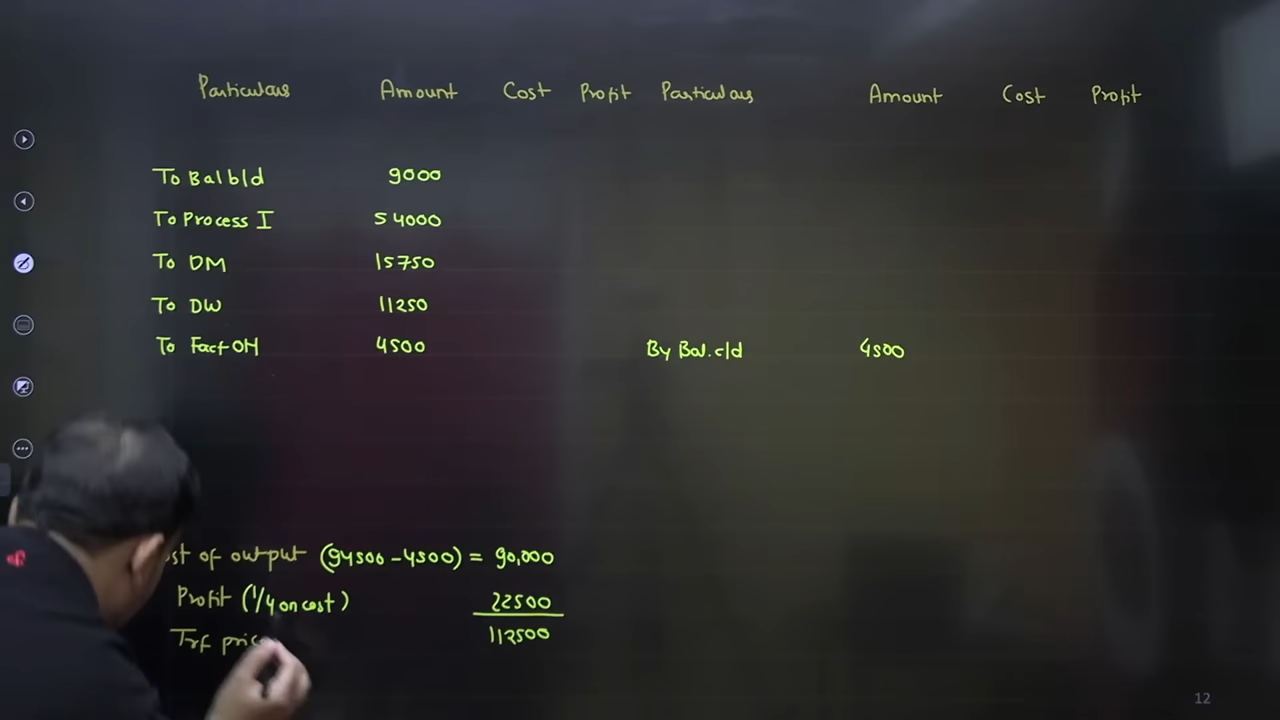 Particulars Amount Cost Profit Particulars Amount Cost Profit
To Bal b/d 9000
To Process I 54000
To DM 15750
To DW 11250
To Fact OH 4500 By Bal. c/d 4500
of output (94500-4500) = 90,000
Profit (1/4 on cost) 22500
Trf 112500
12